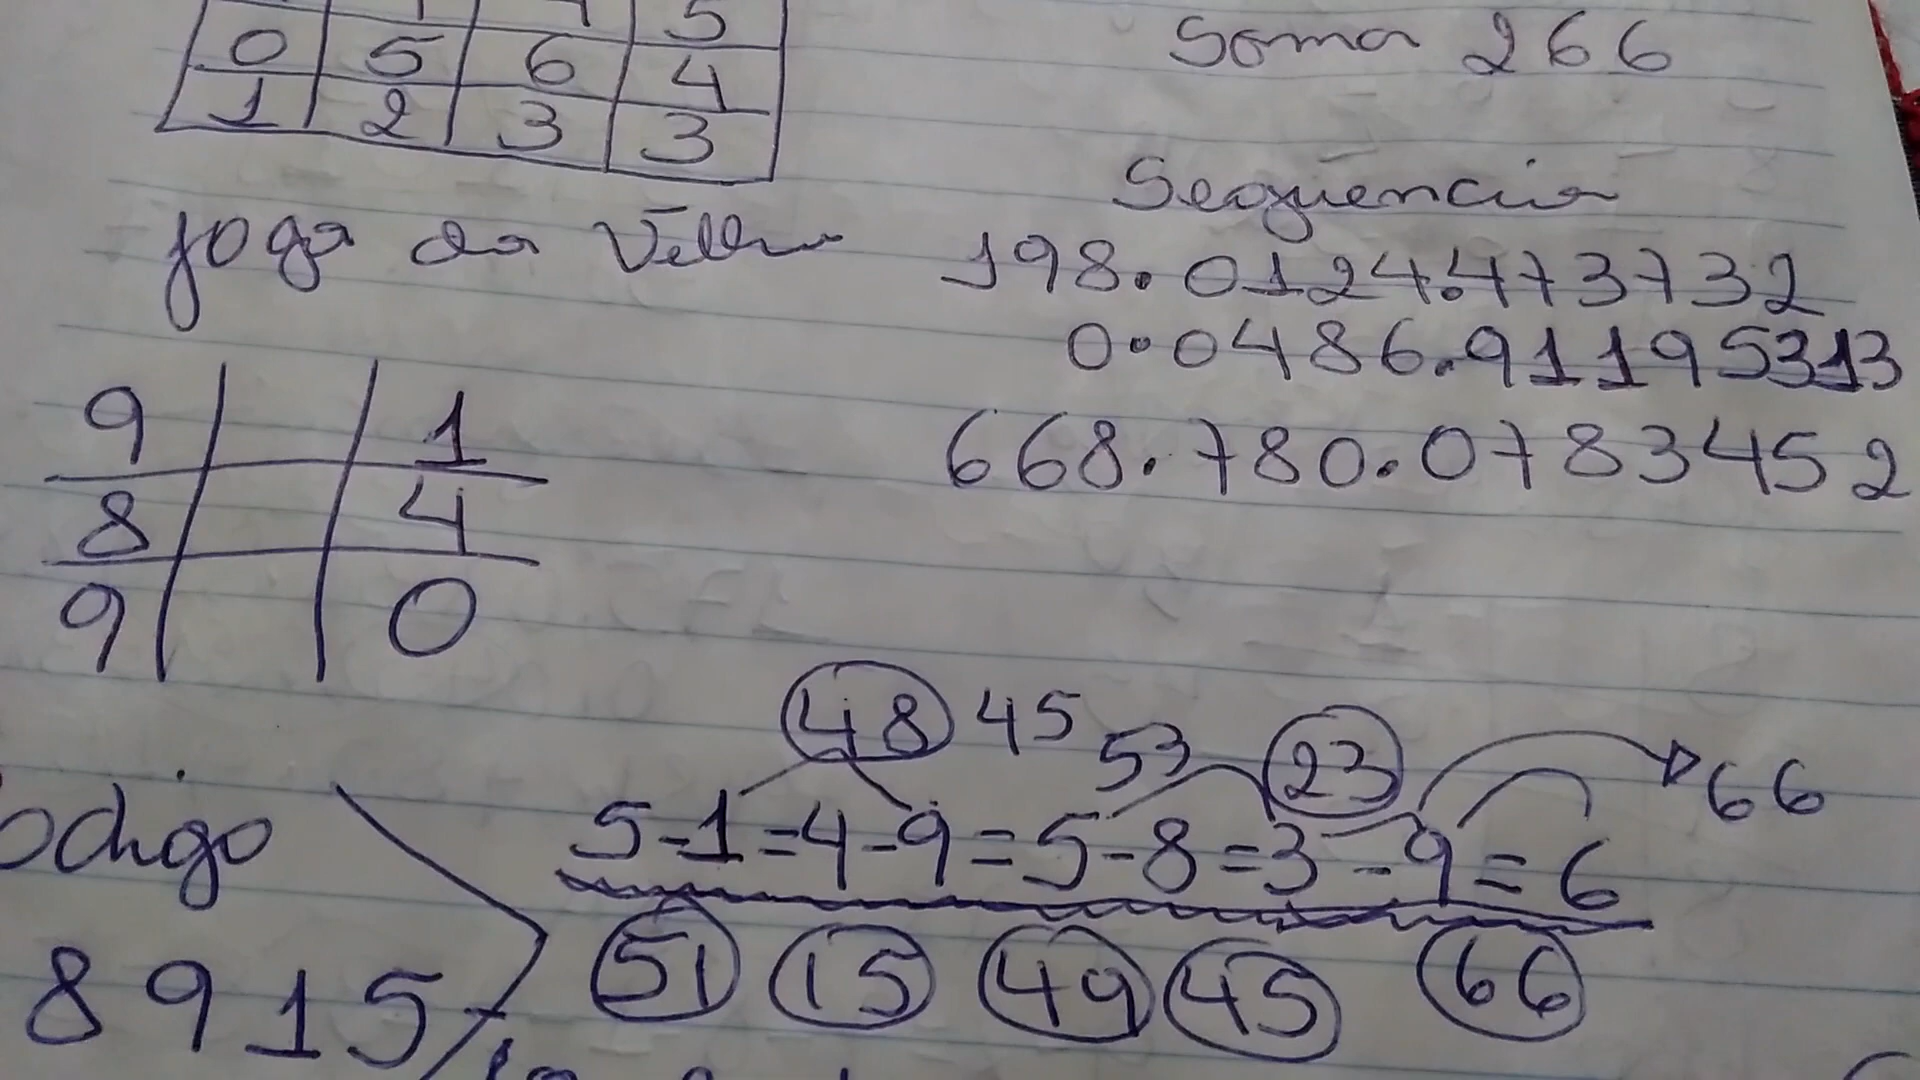 5
0 5 6 4
1 2 3 3
Soma 266
Sequencia
198.0124.473732
0.0486.91195313
668.780.0783452
Joga da Velha
9 1
8 4
9 0
48 45 53 23 66
5-1=4-9=5-8=3-9=6
51 15 49 45 66
8915